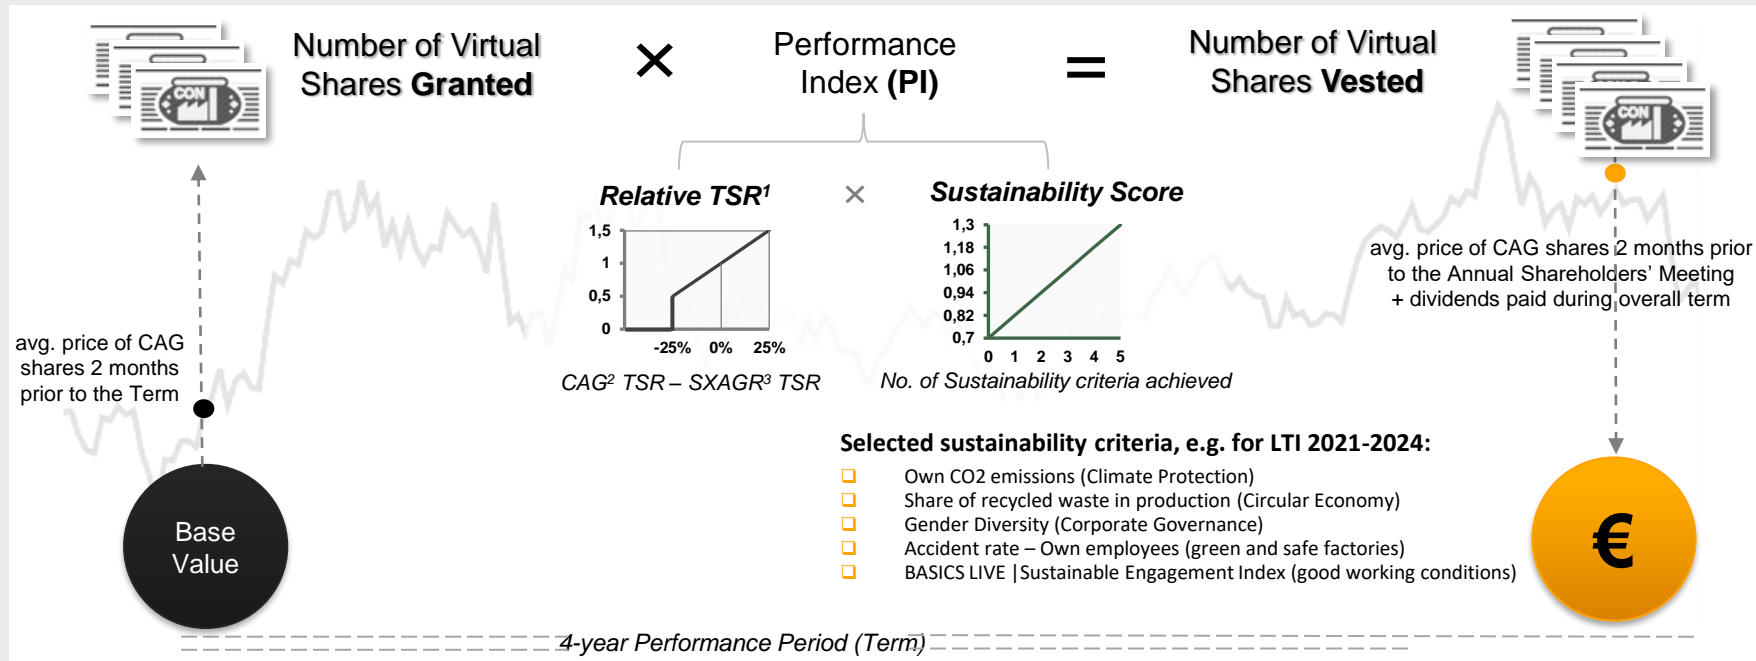 Number of Virtual
Shares Granted
×
Performance
Index (PI)
=
Number of Virtual
Shares Vested
CON
CON
Relative TSR¹
×
Sustainability Score
1,5
1
0,5
0
-25% 0% 25%
CAG² TSR – SXAGR³ TSR
1,3
1,18
1,06
0,94
0,82
0,7
0 1 2 3 4 5
No. of Sustainability criteria achieved
avg. price of CAG
shares 2 months
prior to the Term
avg. price of CAG shares 2 months prior
to the Annual Shareholders' Meeting
+ dividends paid during overall term
Base
Value
Selected sustainability criteria, e.g. for LTI 2021-2024:
Own CO2 emissions (Climate Protection)
Share of recycled waste in production (Circular Economy)
Gender Diversity (Corporate Governance)
Accident rate – Own employees (green and safe factories)
BASICS LIVE |Sustainable Engagement Index (good working conditions)
€
4-year Performance Period (Term)